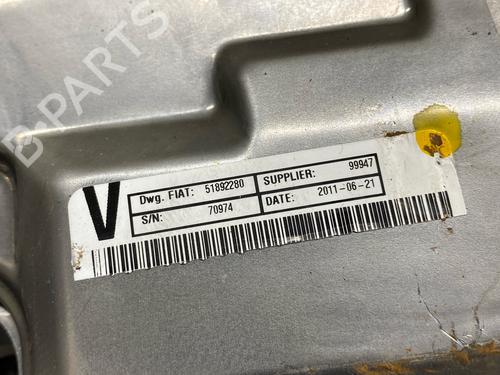 B-PARTS
V
Dwg. FIAT: 51892280 SUPPLIER: 99947
S/N: 70974 DATE: 2011-06-21